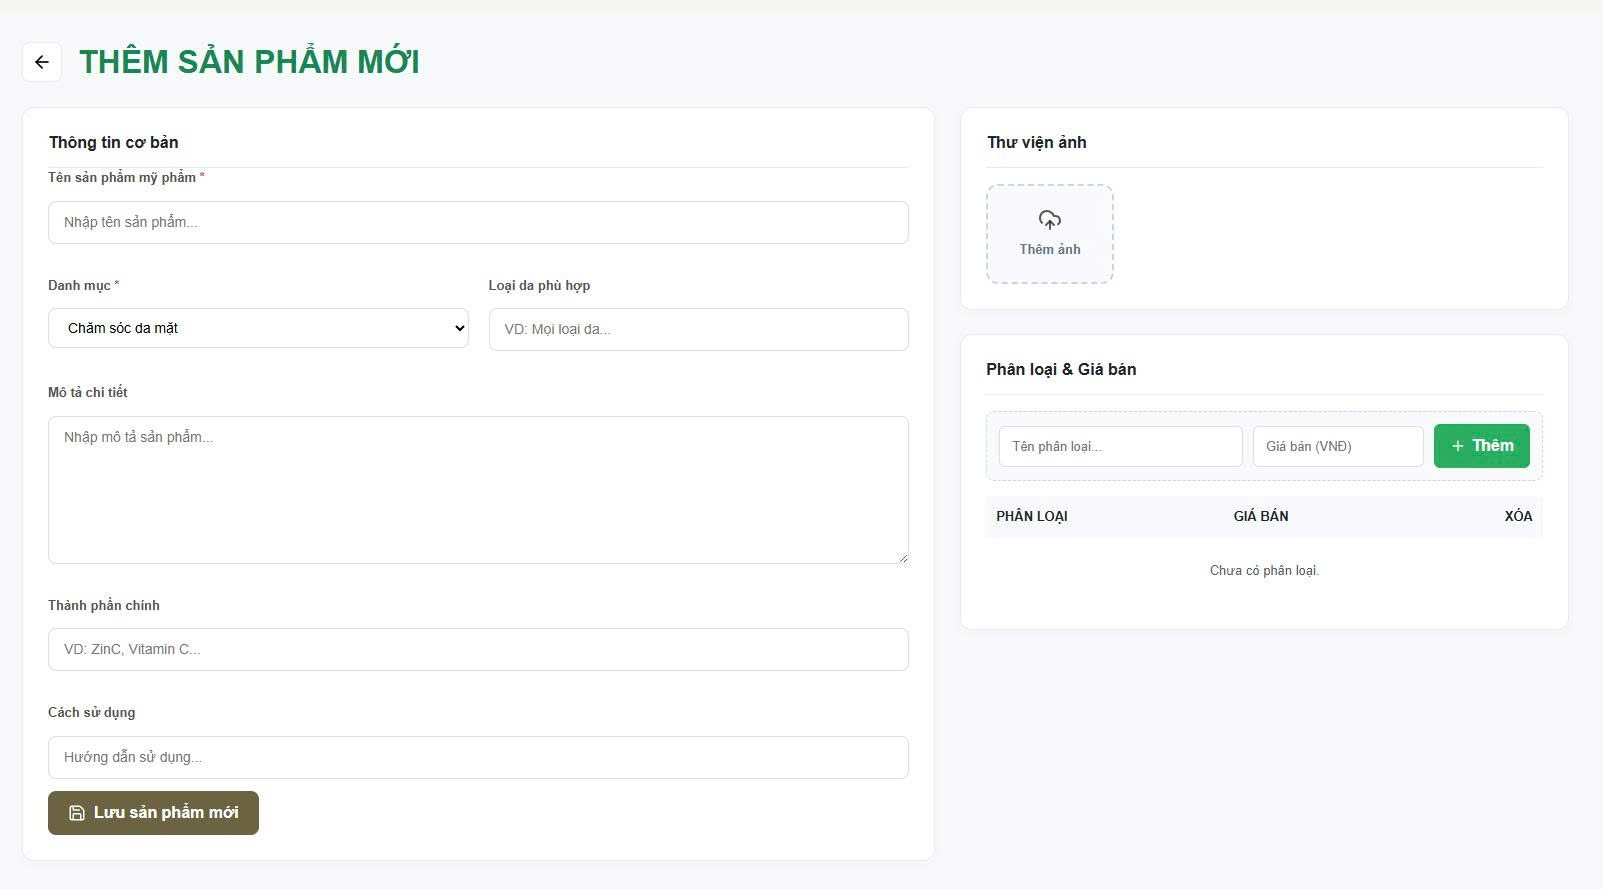 THÊM SẢN PHẨM MỚI
Thông tin cơ bản
Tên sản phẩm mỹ phẩm *
Nhập tên sản phẩm...
Danh mục *
Chăm sóc da mặt
Loại da phù hợp
VD: Mọi loại da...
Mô tả chi tiết
Nhập mô tả sản phẩm...
Thành phần chính
VD: ZinC, Vitamin C...
Cách sử dụng
Hướng dẫn sử dụng...
Lưu sản phẩm mới
Thư viện ảnh
Thêm ảnh
Phân loại & Giá bán
Tên phân loại...
Giá bán (VNĐ)
+ Thêm
PHÂN LOẠI GIÁ BÁN XÓA
Chưa có phân loại.